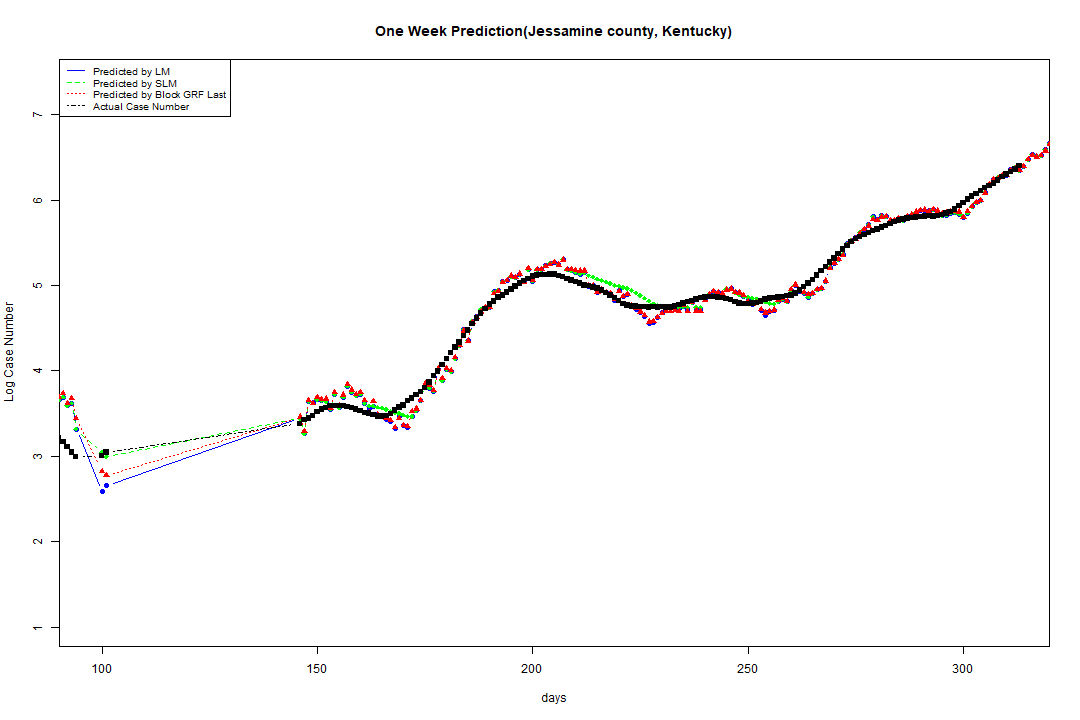 One Week Prediction(Jessamine county, Kentucky)
Predicted by LM
Predicted by SLM
Predicted by Block GRF Last
Actual Case Number
7
6
5
4
3
2
1
Log Case Number
100 150 200 250 300
days